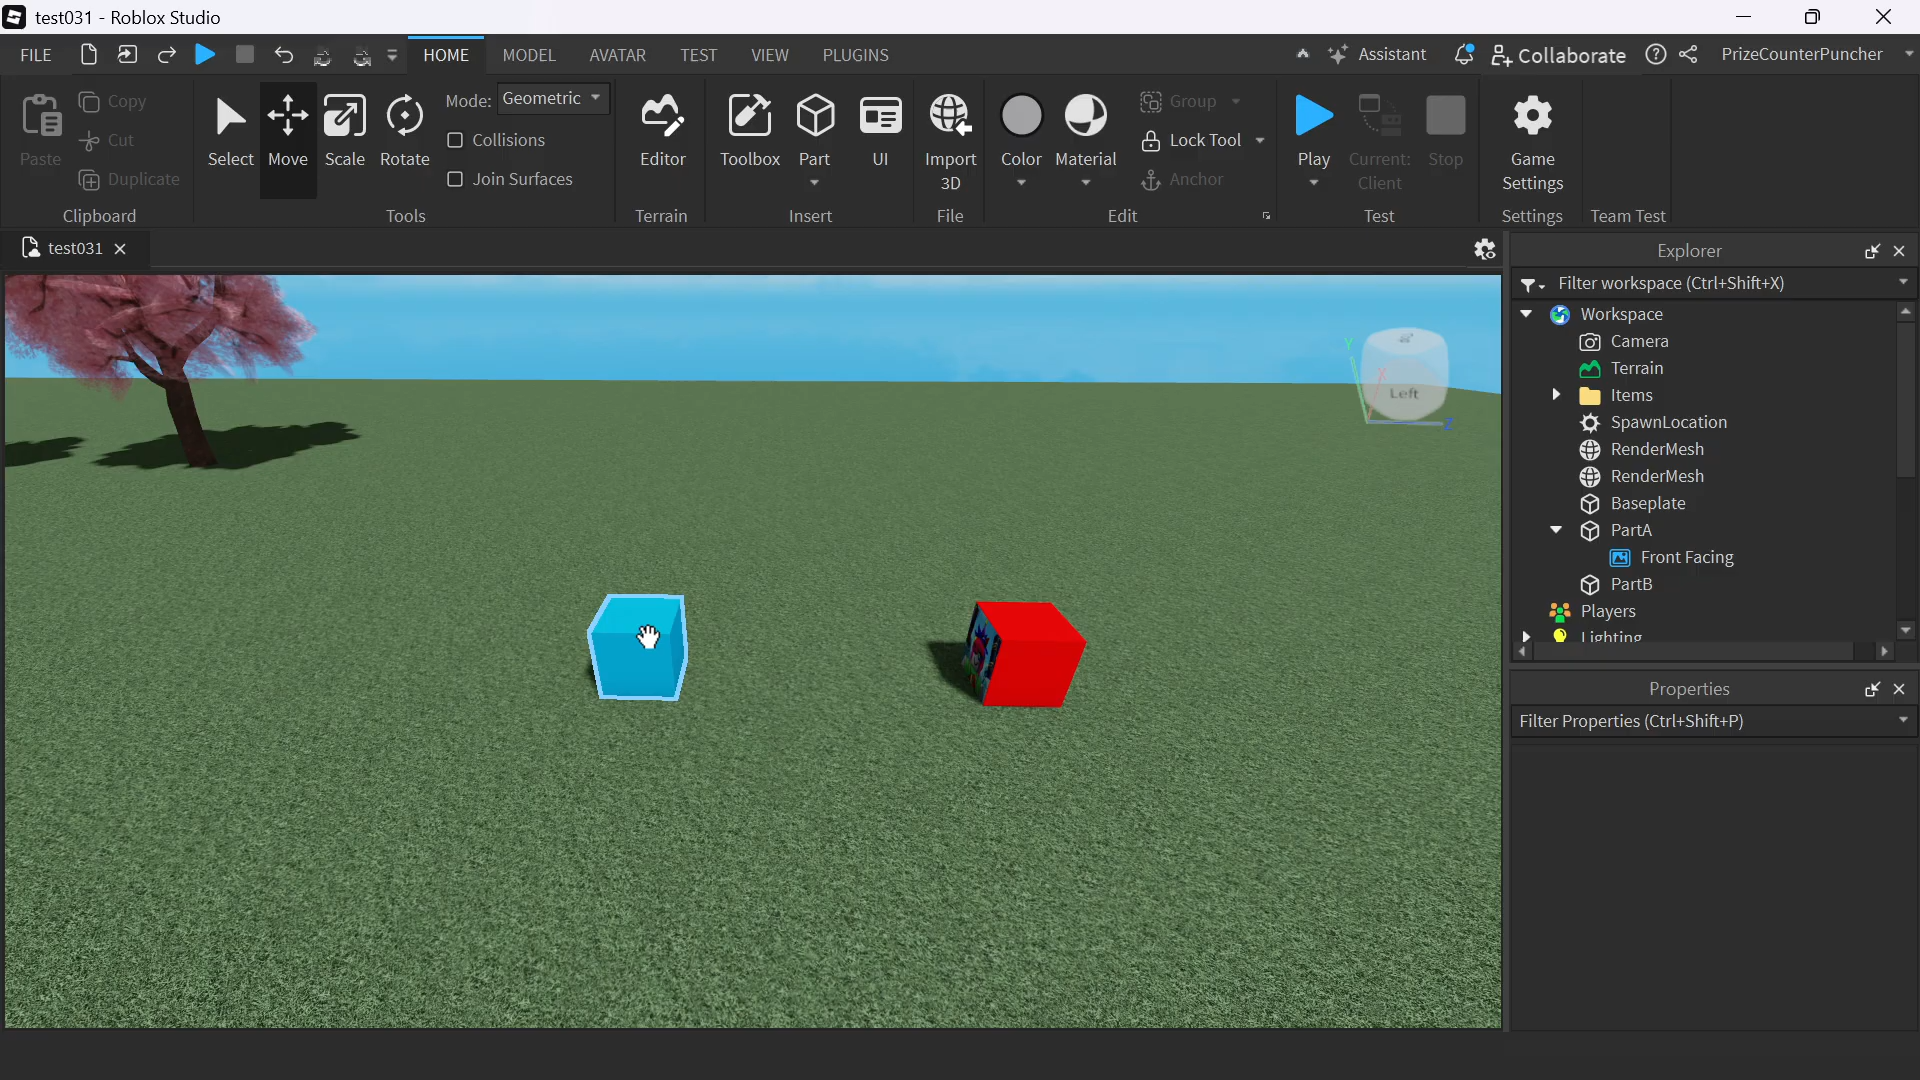 test031 - Roblox Studio
FILE
HOME
MODEL
AVATAR
TEST
VIEW
PLUGINS
Assistant
Collaborate
PrizeCounterPuncher
Paste
Copy
Cut
Duplicate
Clipboard
Select
Move
Scale
Rotate
Mode: Geometric
Collisions
Join Surfaces
Tools
Editor
Terrain
Toolbox
Part
UI
Insert
Import
3D
File
Color
Material
Group
Lock Tool
Anchor
Edit
Play
Current:
Client
Stop
Test
Game
Settings
Settings
Team Test
test031
Y
X
Z
Left
Explorer
Filter workspace (Ctrl+Shift+X)
Workspace
Camera
Terrain
Items
SpawnLocation
RenderMesh
RenderMesh
Baseplate
PartA
Front Facing
PartB
Players
Lighting
Properties
Filter Properties (Ctrl+Shift+P)